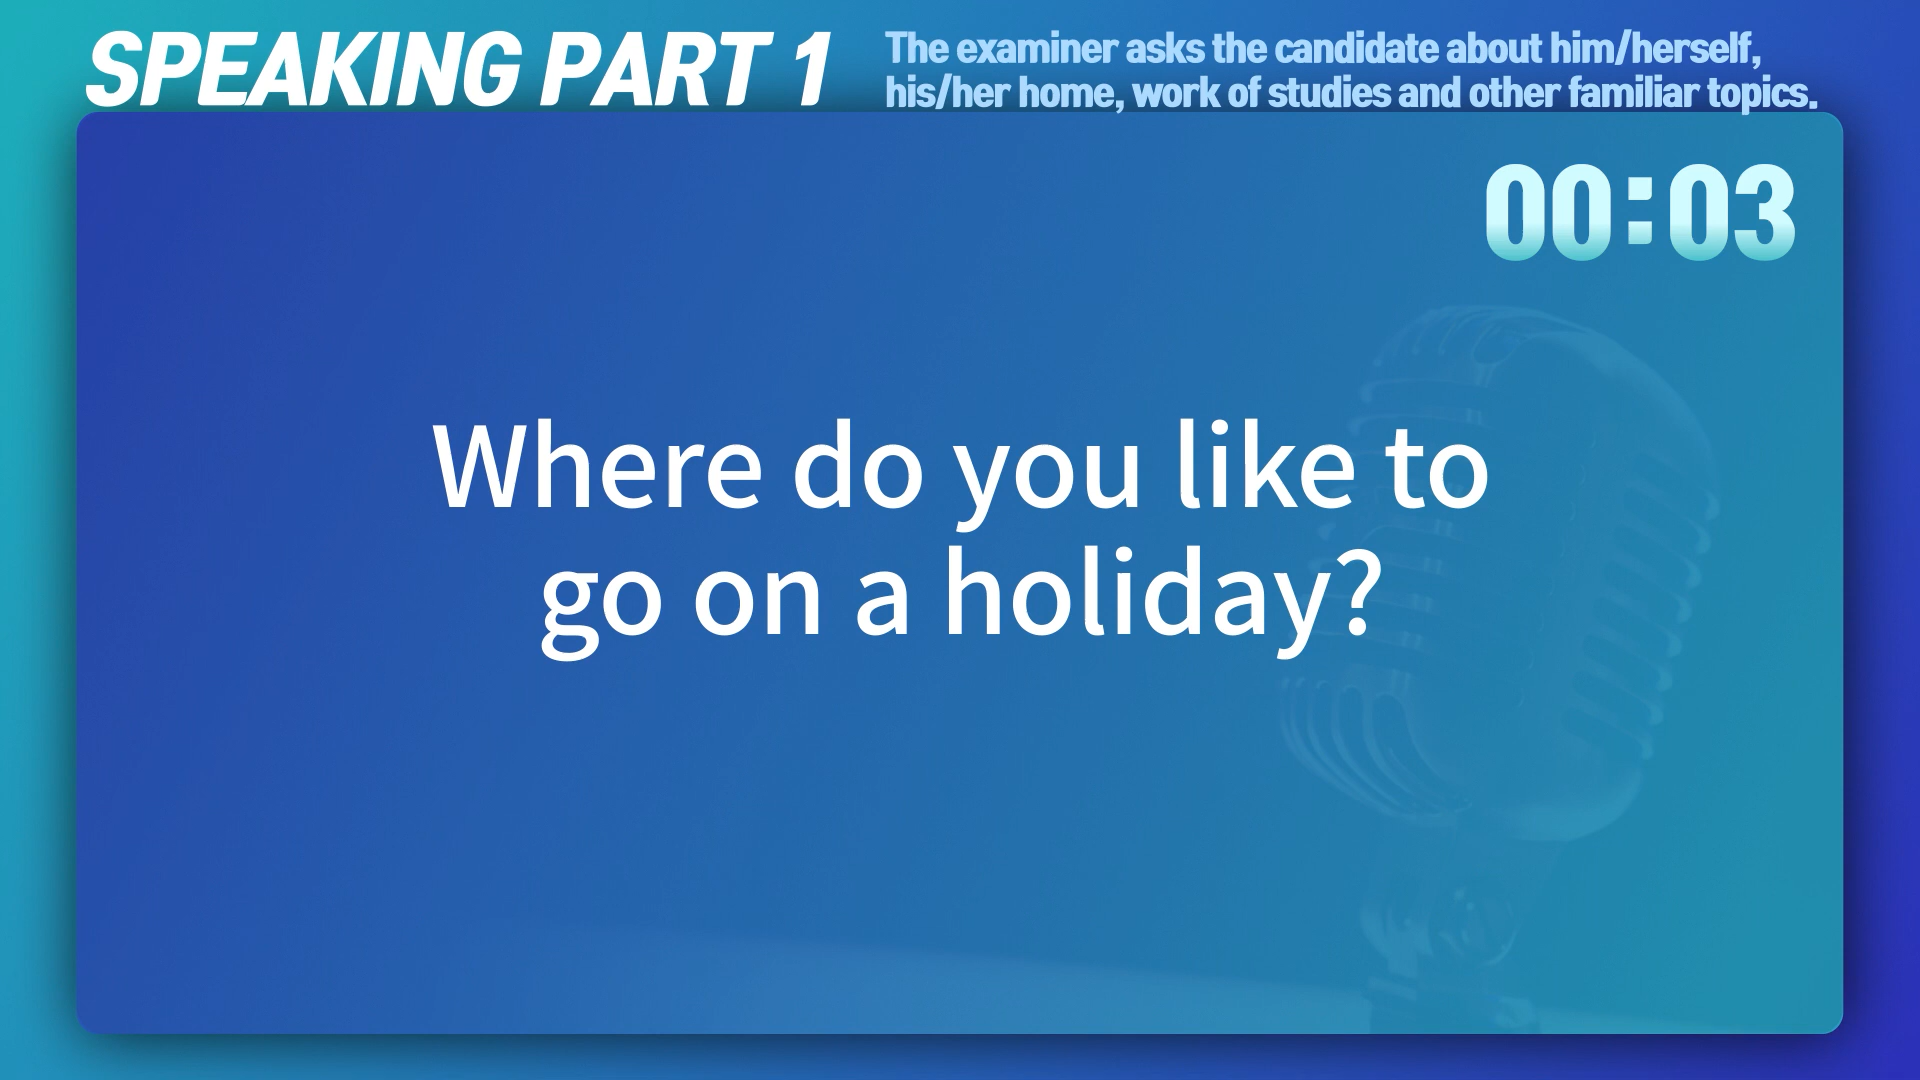 SPEAKING PART 1
The examiner asks the candidate about him/herself,
his/her home, work of studies and other familiar topics.
00:03
Where do you like to
go on a holiday?